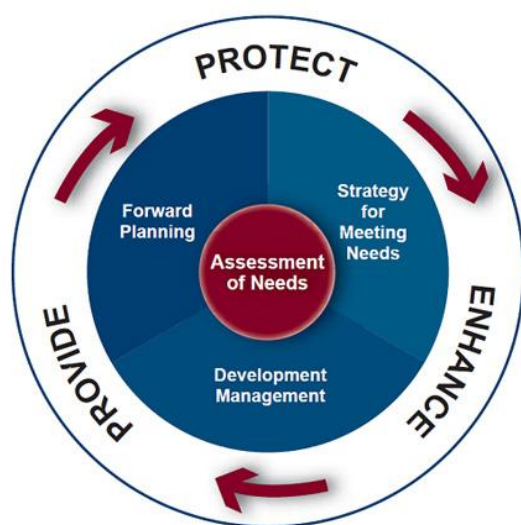 PROTECT
Forward
Planning
Strategy
for
Meeting
Needs
Assessment
of Needs
Development
Management
ENHANCE
PROVIDE